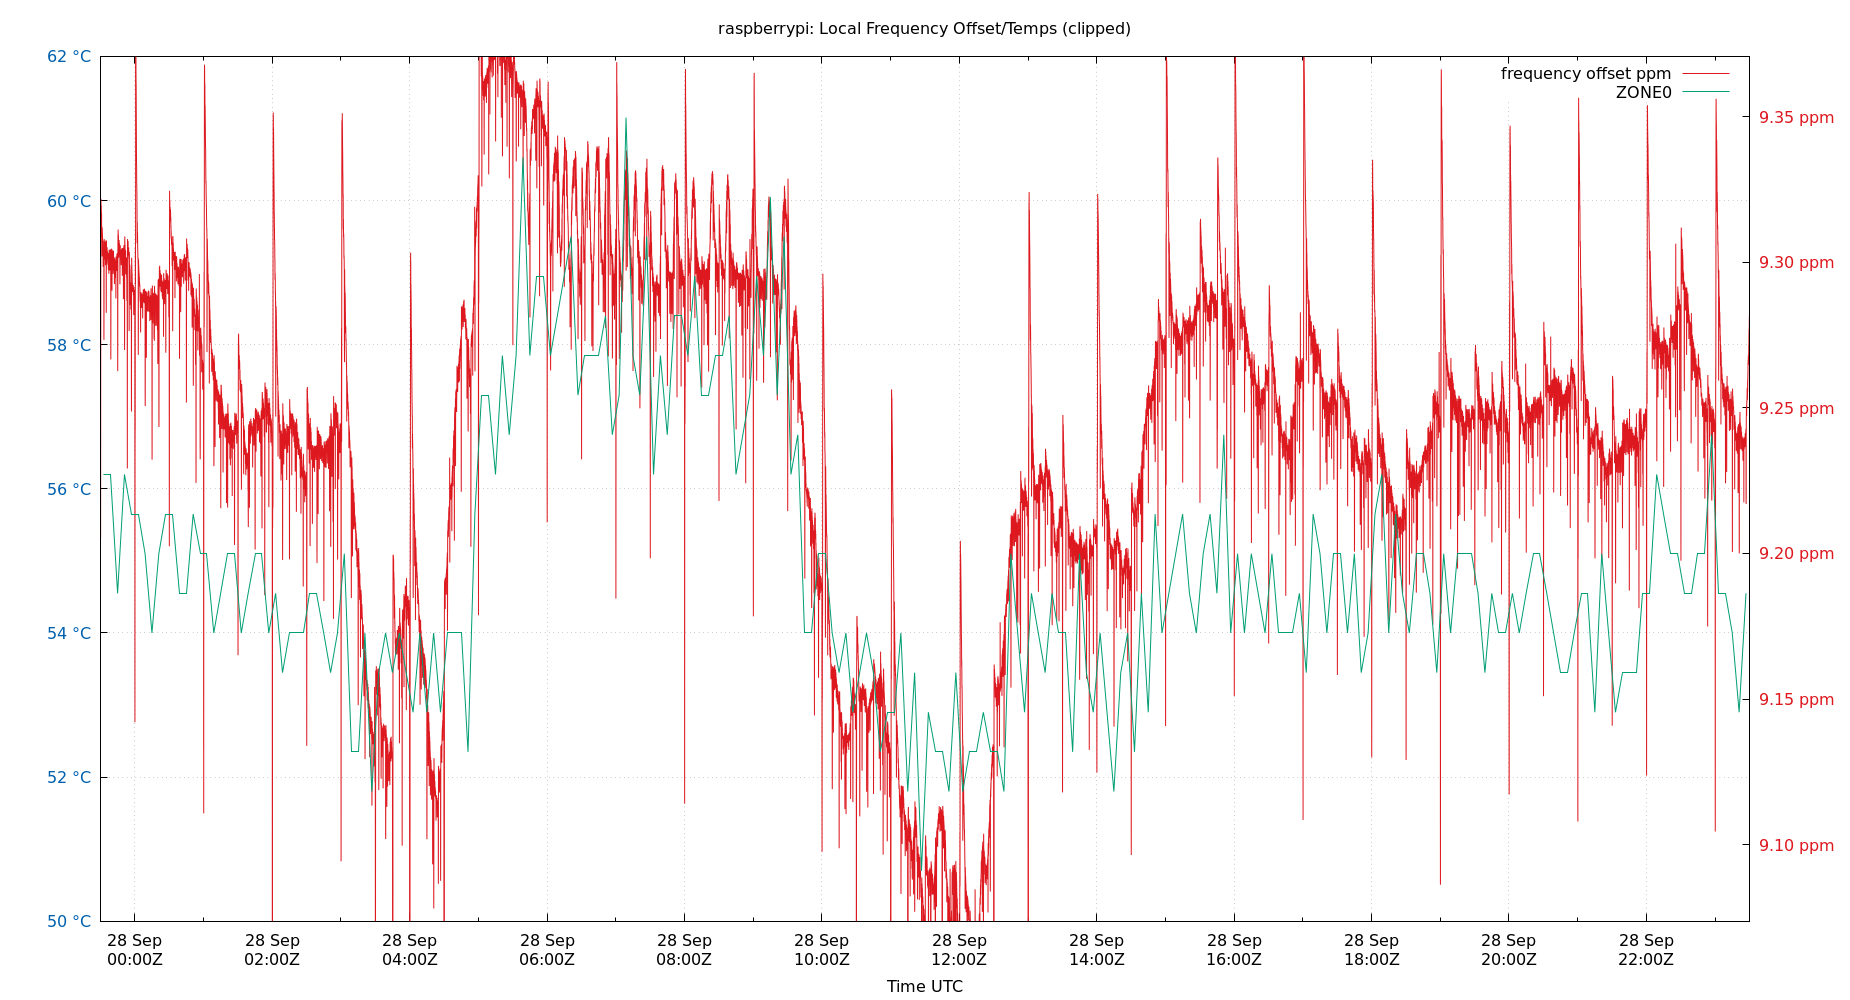 raspberrypi: Local Frequency Offset/Temps (clipped)
62 °C
60 °C
58 °C
56 °C
54 °C
52 °C
50 °C
frequency offset ppm
ZONE0
9.35 ppm
9.30 ppm
9.25 ppm
9.20 ppm
9.15 ppm
9.10 ppm
28 Sep 28 Sep 28 Sep 28 Sep 28 Sep 28 Sep 28 Sep 28 Sep 28 Sep 28 Sep 28 Sep 28 Sep
00:00Z 02:00Z 04:00Z 06:00Z 08:00Z 10:00Z 12:00Z 14:00Z 16:00Z 18:00Z 20:00Z 22:00Z
Time UTC